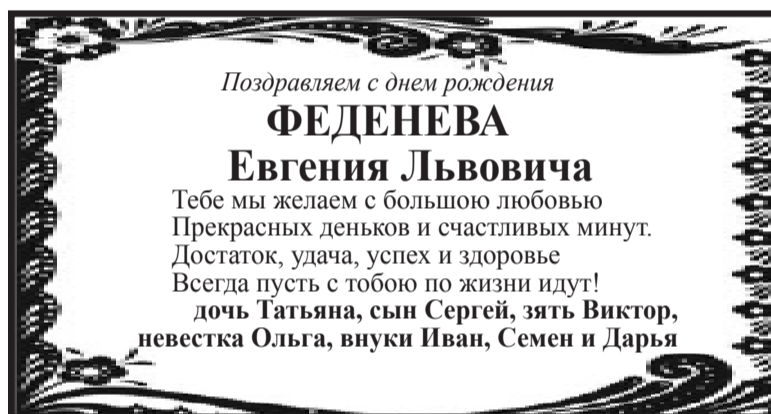 Поздравляем с днем рождения
ФЕДЕНЕВА
Евгения Львовича
Тебе мы желаем с большою любовью
Прекрасных деньков и счастливых минут.
Достаток, удача, успех и здоровье
Всегда пусть с тобою по жизни идут!
дочь Татьяна, сын Сергей, зять Виктор,
невестка Ольга, внуки Иван, Семен и Дарья